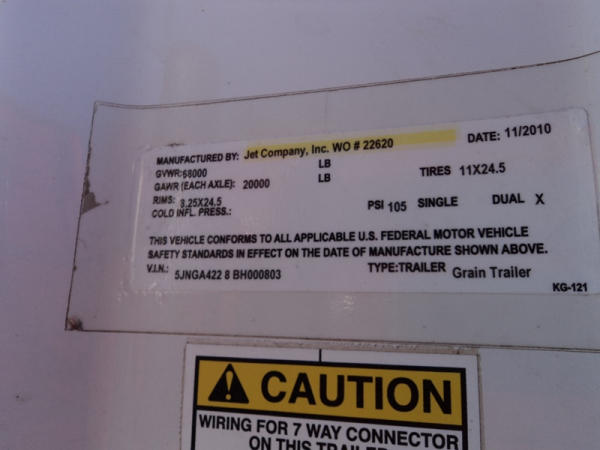 MANUFACTURED BY: Jet Company, Inc. WO # 22620 DATE: 11/2010
GVWR:68000 LB
GAWR (EACH AXLE): 20000 LB TIRES 11X24.5
RIMS: 8.25X24.5
COLD INFL. PRESS.: PSI 105 SINGLE DUAL X
THIS VEHICLE CONFORMS TO ALL APPLICABLE U.S. FEDERAL MOTOR VEHICLE
SAFETY STANDARDS IN EFFECT ON THE DATE OF MANUFACTURE SHOWN ABOVE.
V.I.N.: 5JNGA422 8 BH000803 TYPE:TRAILER Grain Trailer
KG-121
CAUTION
WIRING FOR 7 WAY CONNECTOR
ON THIS TRAILER